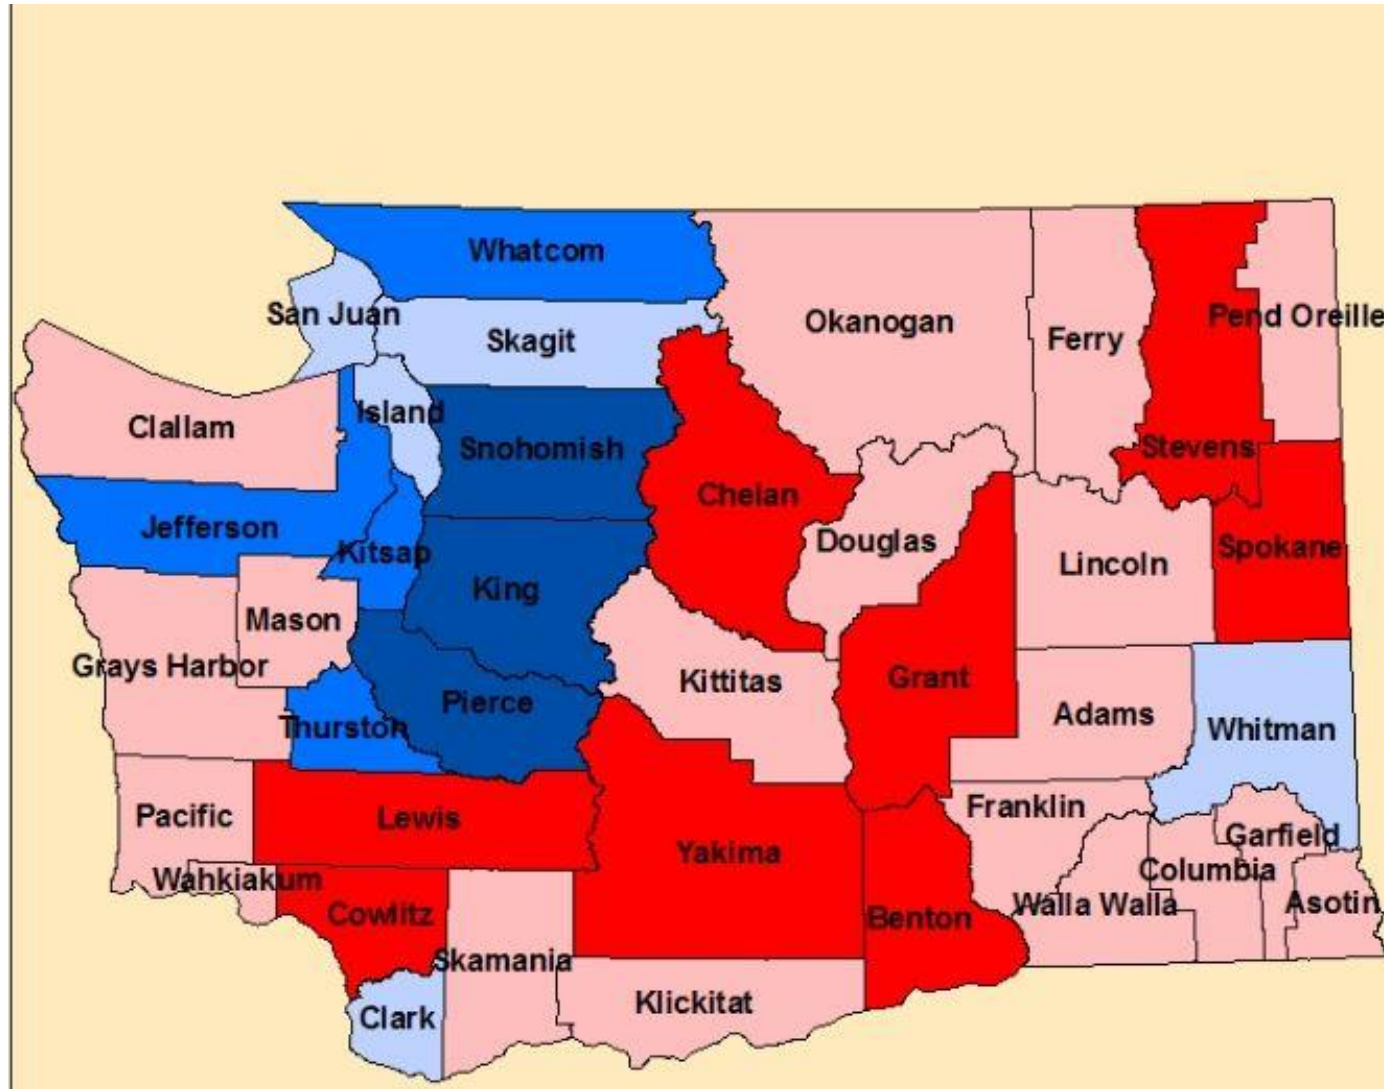 Whatcom
San Juan
Skagit
Okanogan
Ferry
Pend Oreille
Clallam
Island
Snohomish
Stevens
Chelan
Jefferson
Kitsap
Douglas
Lincoln
Spokane
King
Mason
Grays Harbor
Kittitas
Grant
Pierce
Adams
Whitman
Thurston
Pacific
Lewis
Franklin
Garfield
Yakima
Columbia
Wahkiakum
Cowlitz
Benton
Walla Walla
Asotin
Skamania
Klickitat
Clark